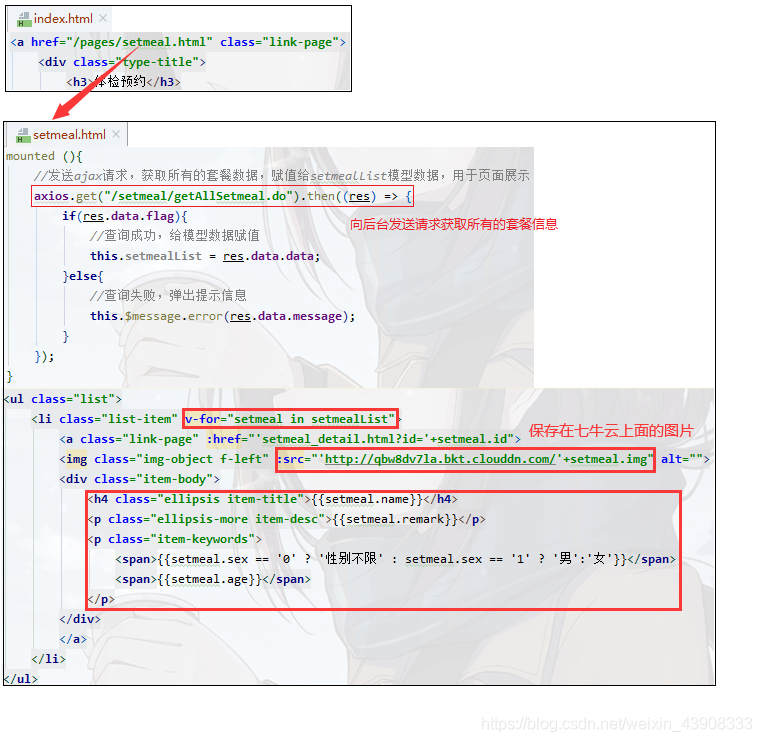 index.html ×
<a href="/pages/setmeal.html" class="link-page">
<div class="type-title">
<h3>体检预约</h3>
setmeal.html ×
mounted (){
//发送ajax请求，获取所有的套餐数据，赋值给setmealList模型数据，用于页面展示
axios.get("/setmeal/getAllSetmeal.do").then((res) => {
向后台发送请求获取所有的套餐信息
if(res.data.flag){
//查询成功，给模型数据赋值
this.setmealList = res.data.data;
}else{
//查询失败，弹出提示信息
this.$message.error(res.data.message);
}
});
}
<ul class="list">
<li class="list-item" v-for="setmeal in setmealList">
保存在七牛云上面的图片
<a class="link-page" :href="'setmeal_detail.html?id='+setmeal.id">
<img class="img-object f-left" :src="'http://qbw8dv7la.bkt.clouddn.com/'+setmeal.img" alt="">
<div class="item-body">
<h4 class="ellipsis item-title">{{setmeal.name}}</h4>
<p class="ellipsis-more item-desc">{{setmeal.remark}}</p>
<p class="item-keywords">
<span>{{setmeal.sex == '0' ? '性别不限' : setmeal.sex == '1' ? '男':'女'}}</span>
<span>{{setmeal.age}}</span>
</p>
</div>
</a>
</li>
</ul>
https://blog.csdn.net/weixin_43908333